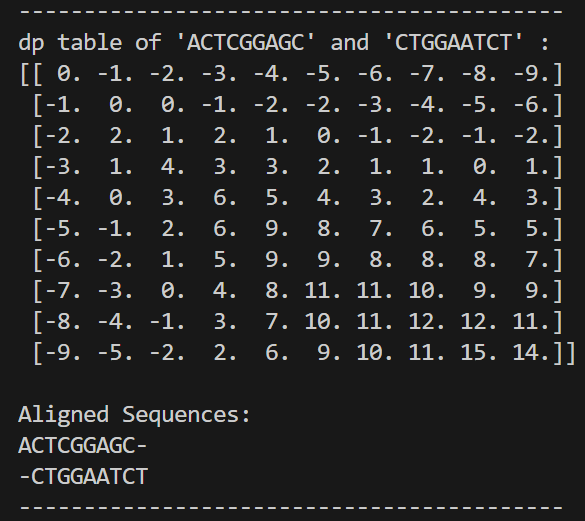 ------------------------------------------
dp table of 'ACTCGGAGC' and 'CTGGAATCT' :
[[ 0. -1. -2. -3. -4. -5. -6. -7. -8. -9.]
 [-1.  0.  0. -1. -2. -2. -3. -4. -5. -6.]
 [-2.  2.  1.  2.  1.  0. -1. -2. -1. -2.]
 [-3.  1.  4.  3.  3.  2.  1.  1.  0.  1.]
 [-4.  0.  3.  6.  5.  4.  3.  2.  4.  3.]
 [-5. -1.  2.  6.  9.  8.  7.  6.  5.  5.]
 [-6. -2.  1.  5.  9.  9.  8.  8.  8.  7.]
 [-7. -3.  0.  4.  8. 11. 11. 10.  9.  9.]
 [-8. -4. -1.  3.  7. 10. 11. 12. 12. 11.]
 [-9. -5. -2.  2.  6.  9. 10. 11. 15. 14.]]

Aligned Sequences:
ACTCGGAGC-
-CTGGAATCT
------------------------------------------